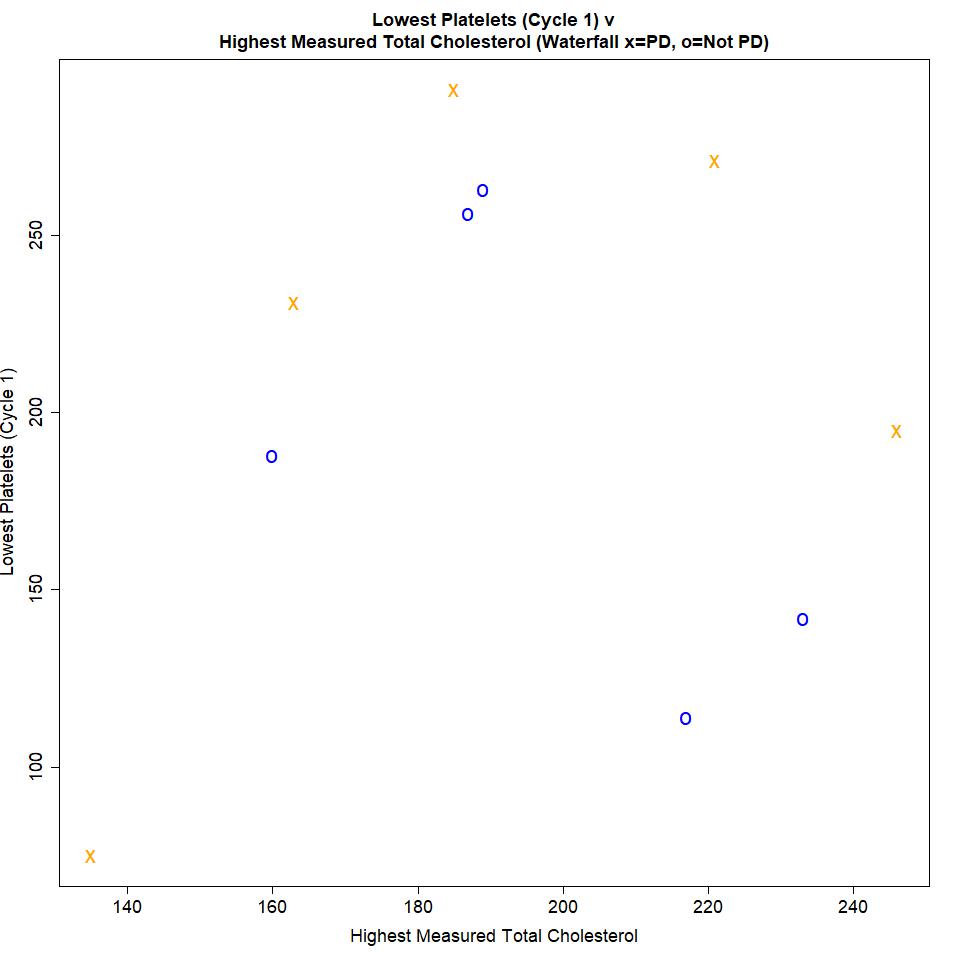 Lowest Platelets (Cycle 1) v
Highest Measured Total Cholesterol (Waterfall x=PD, o=Not PD)
Lowest Platelets (Cycle 1)
250
200
150
100
X
X
O
O
X
X
O
O
O
X
140 160 180 200 220 240
Highest Measured Total Cholesterol